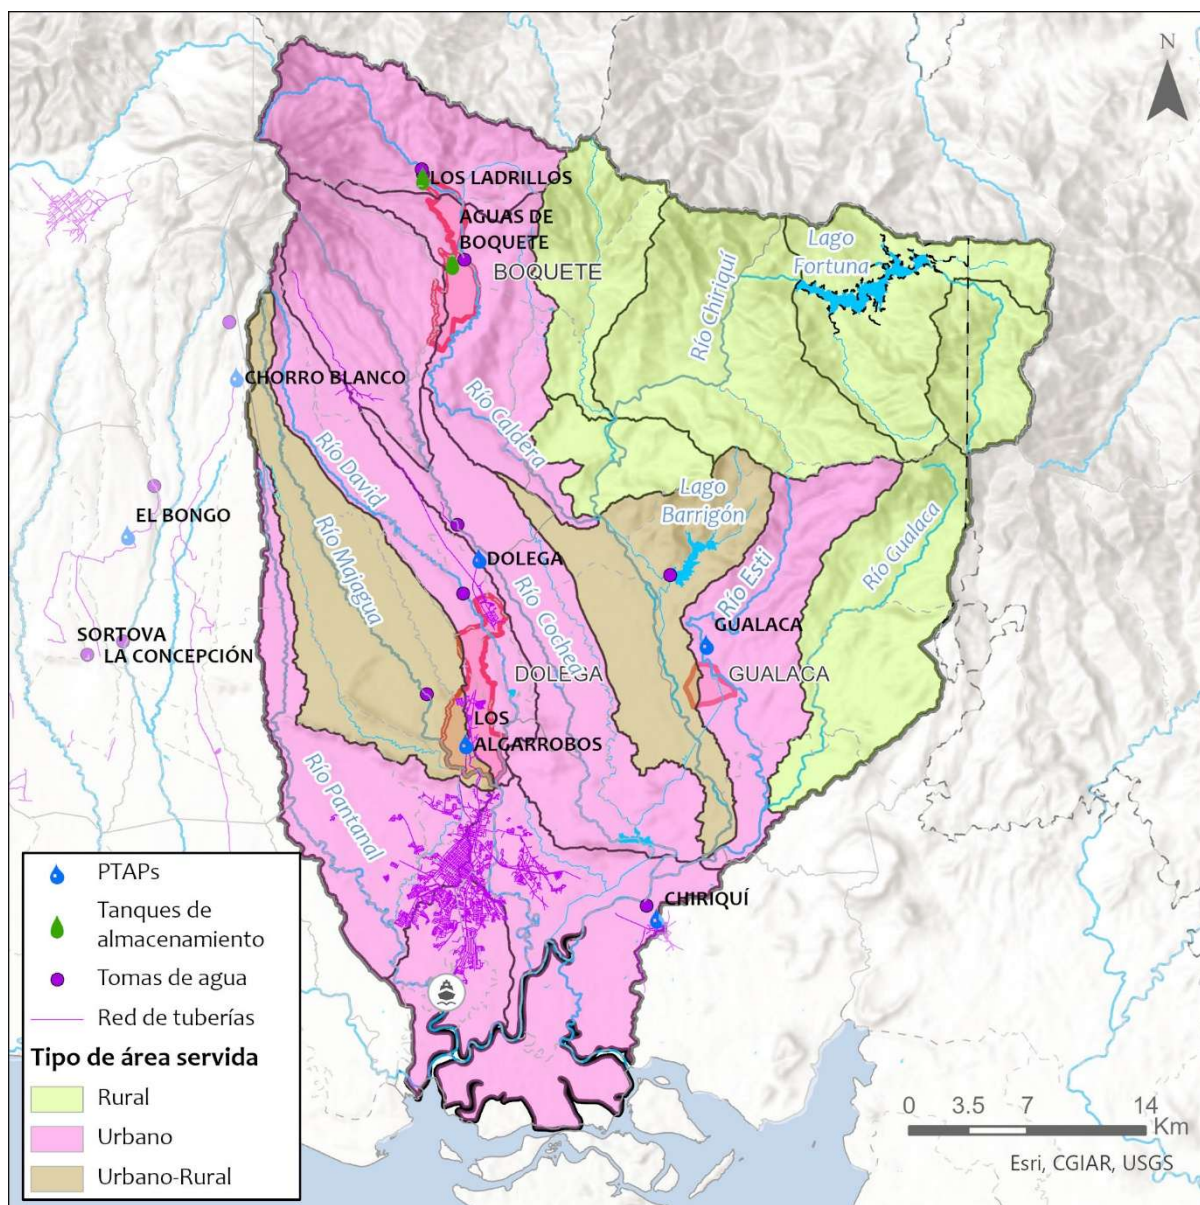 N
LOS LADRILLOS
AGUAS DE
BOQUETE
BOQUETE
Lago
Fortuna
Río Chiriquí
CHORRO BLANCO
Río Caldera
Río David
Lago
Barrigón
EL BONGO
Río Majagua
DOLEGA
Río Cochea
Río Esti
Río Gualaca
GUALACA
SORTOVA
LA CONCEPCIÓN
DOLEGA
GUALACA
LOS
ALGARROBOS
Río Pantanal
CHIRIQUÍ
PTAPs
Tanques de
almacenamiento
Tomas de agua
Red de tuberías
Tipo de área servida
Rural
Urbano
Urbano-Rural
0 3.5 7 14
Km
Esri, CGIAR, USGS